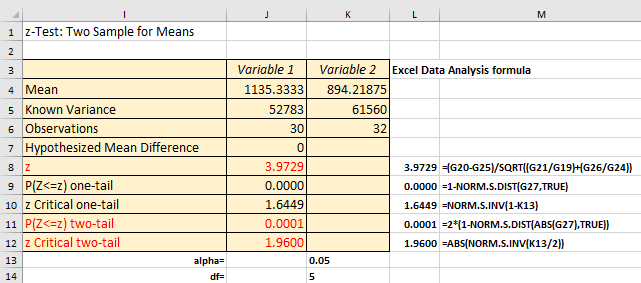 I J K L M
1 z-Test: Two Sample for Means
2
3 Variable 1 Variable 2 Excel Data Analysis formula
4 Mean 1135.3333 894.21875
5 Known Variance 52783 61560
6 Observations 30 32
7 Hypothesized Mean Difference 0
8 z 3.9729 3.9729 =(G20-G25)/SQRT((G21/G19)+(G26/G24))
9 P(Z<=z) one-tail 0.0000 0.0000 =1-NORM.S.DIST(G27,TRUE)
10 z Critical one-tail 1.6449 1.6449 =NORM.S.INV(1-K13)
11 P(Z<=z) two-tail 0.0001 0.0001 =2*(1-NORM.S.DIST(ABS(G27),TRUE))
12 z Critical two-tail 1.9600 1.9600 =ABS(NORM.S.INV(K13/2))
13 alpha= 0.05
14 df= 5